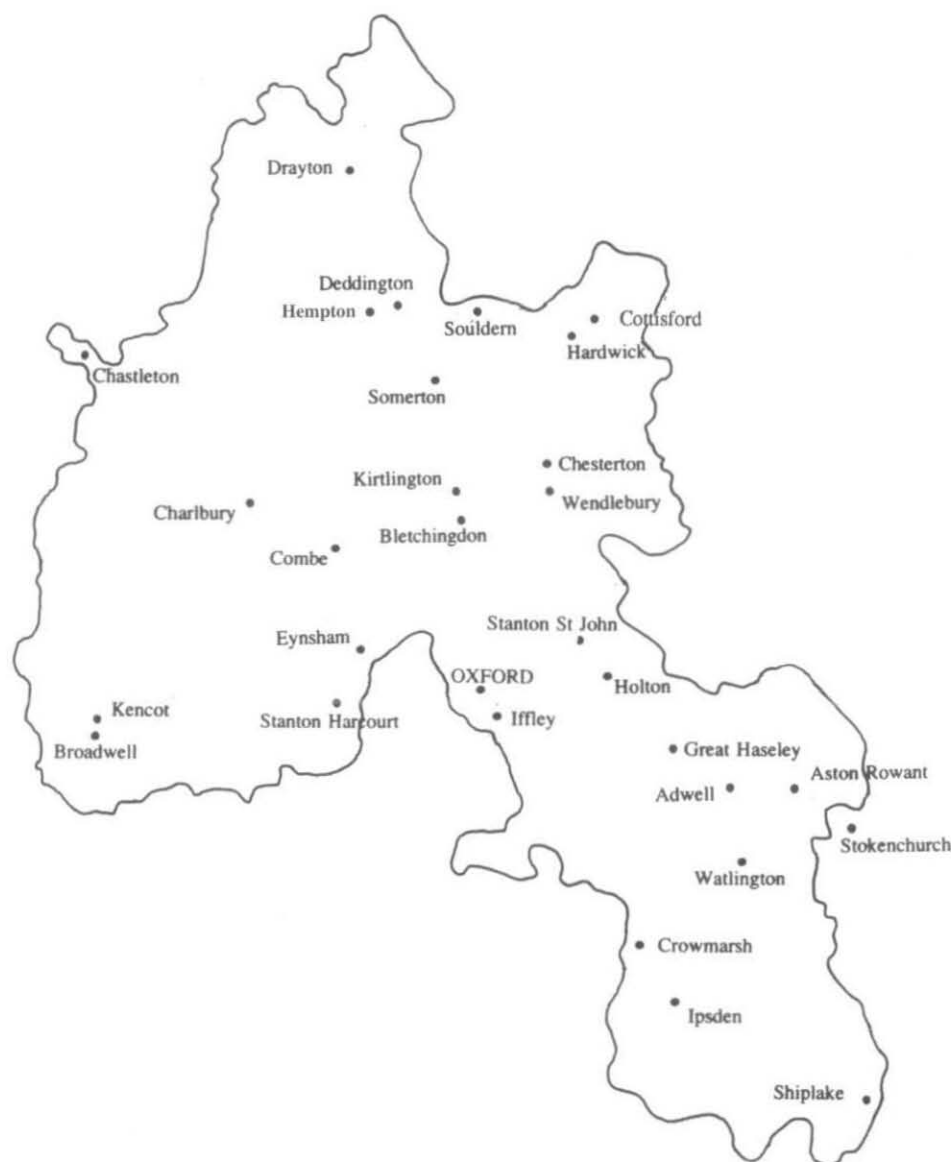 Drayton
Deddington
Hempton
Souldern
Cottisford
Hardwick
Chastleton
Somerton
Chesterton
Kirtlington
Wendlebury
Charlbury
Bletchingdon
Combe
Stanton St John
Eynsham
OXFORD
Holton
Kencot
Stanton Harcourt
Iffley
Broadwell
Great Haseley
Aston Rowant
Adwell
Stokenchurch
Watlington
Crowmarsh
Ipsden
Shiplake